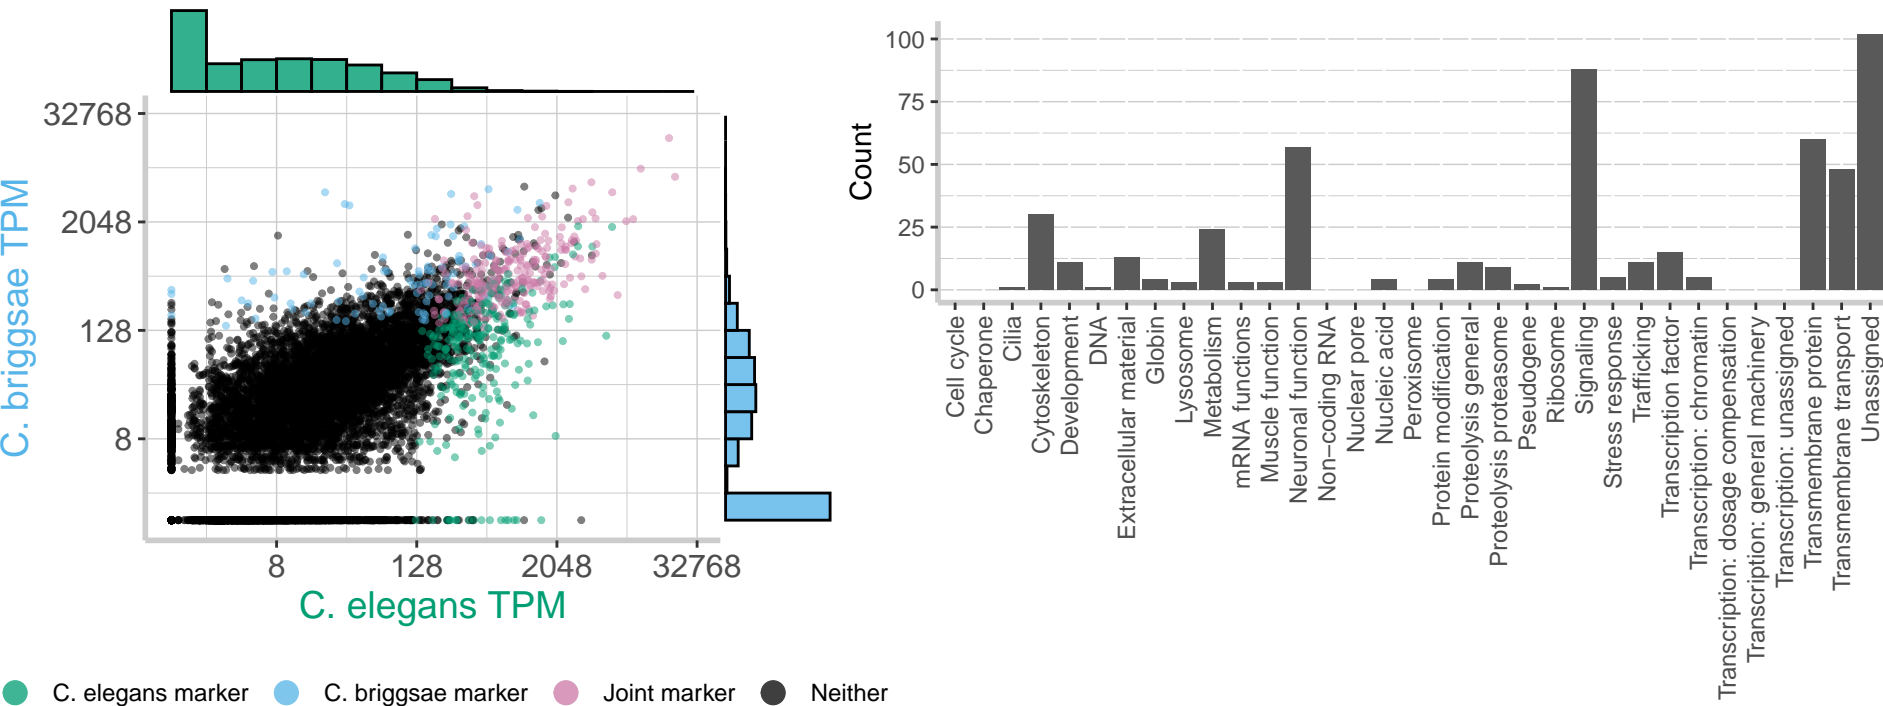 32768
2048
128
8
C. briggsae TPM
8
128
2048
32768
C. elegans TPM
C. elegans marker
C. briggsae marker
Joint marker
Neither
100
75
50
25
0
Count
Cell cycle
Chaperone
Cilia
Cytoskeleton
Development
DNA
Extracellular material
Globin
Lysosome
Metabolism
mRNA functions
Muscle function
Neuronal function
Non−coding RNA
Nuclear pore
Nucleic acid
Peroxisome
Protein modification
Proteolysis general
Proteolysis proteasome
Pseudogene
Ribosome
Signaling
Stress response
Trafficking
Transcription factor
Transcription: chromatin
Transcription: dosage compensation
Transcription: general machinery
Transcription: unassigned
Transmembrane protein
Transmembrane transport
Unassigned